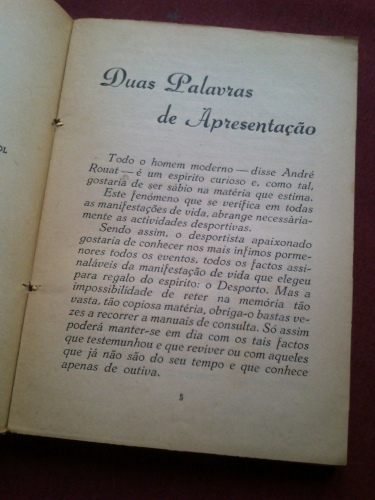 OL
Duas Palavras
de Apresentação
Todo o homem moderno — disse André
Rouat — é um espírito curioso e, como tal,
gostaria de ser sábio na matéria que estima.
Este fenómeno que se verifica em todas
as manifestações de vida, abrange necessària-
mente as actividades desportivas.
Sendo assim, o desportista apaixonado
gostaria de conhecer nos mais ínfimos porme-
nores todos os eventos, todos os factos assi-
naláveis da manifestação de vida que elegeu
para regalo do espírito: o Desporto. Mas a
impossibilidade de reter na memória tão
vasta, tão copiosa matéria, obriga-o bastas ve-
zes a recorrer a manuais de consulta. Só assim
poderá manter-se em dia com os tais factos
que testemunhou e que reviver ou com aqueles
que já não são do seu tempo e que conhece
apenas de outiva.
5